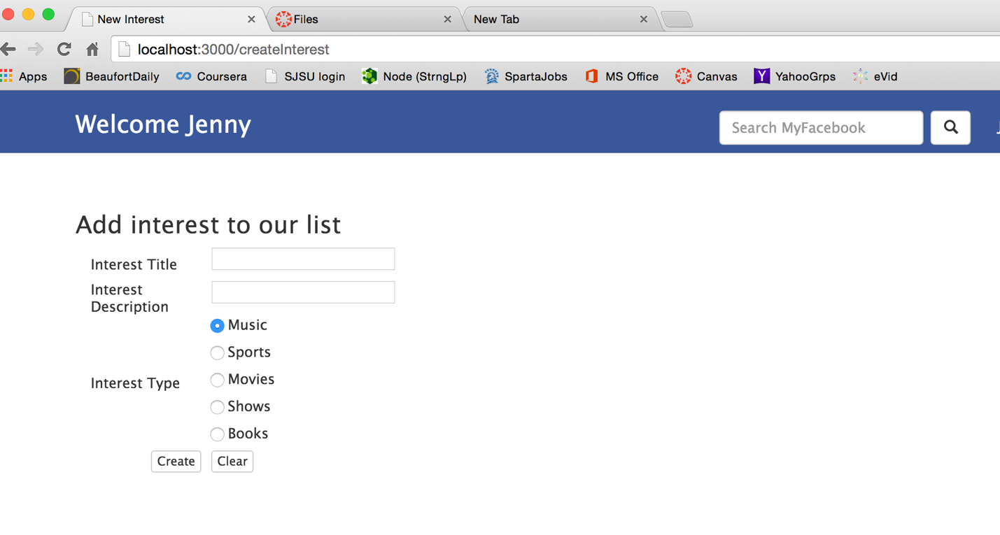 New Interest
Files
New Tab
localhost:3000/createInterest
Apps BeaufortDaily Coursera SJSU login Node (StrngLp) SpartaJobs MS Office Canvas YahooGrps eVid
Welcome Jenny
Search MyFacebook
Add interest to our list
Interest Title
Interest
Description
Music
Sports
Interest Type
Movies
Shows
Books
Create Clear